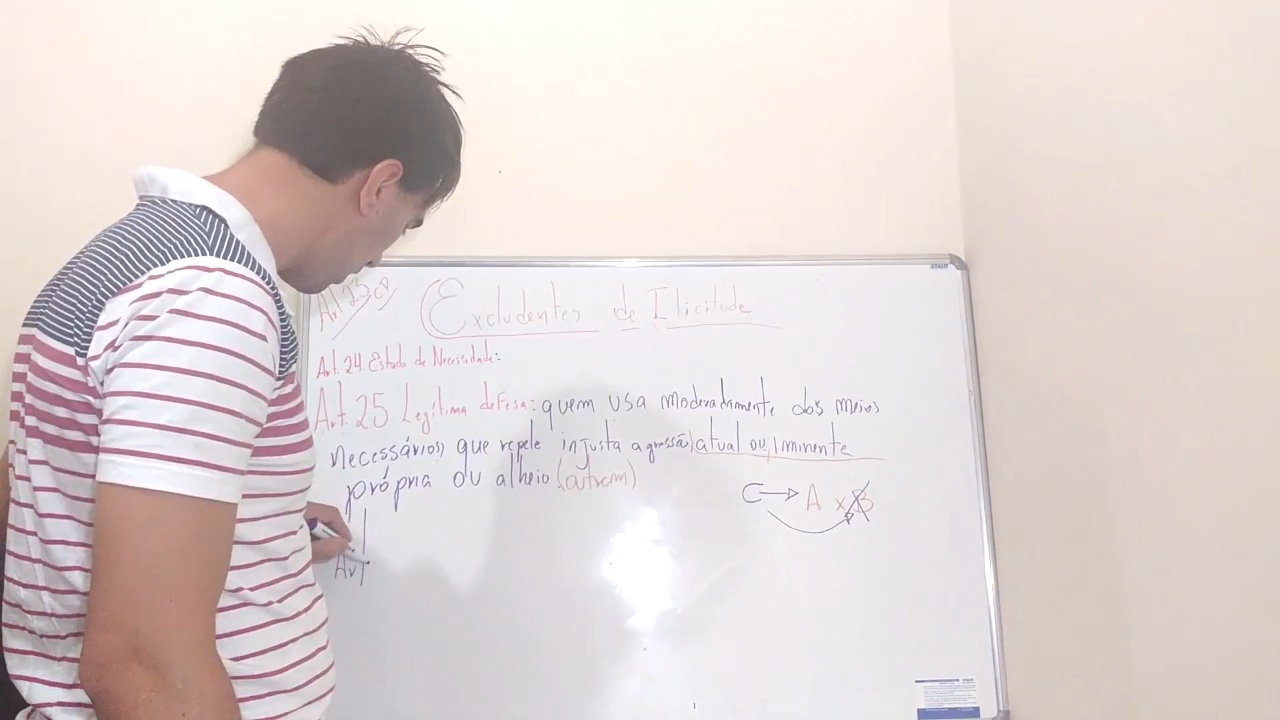 Art. 23 CP
Excludentes de Ilicitude
Art. 24 Estado de Necessidade:
Art. 25 Legítima defesa: quem usa moderadamente dos meios
necessários, que repele injusta agressão, atual ou iminente
própria ou alheio (outrem)
C → A x B
Art
STALO